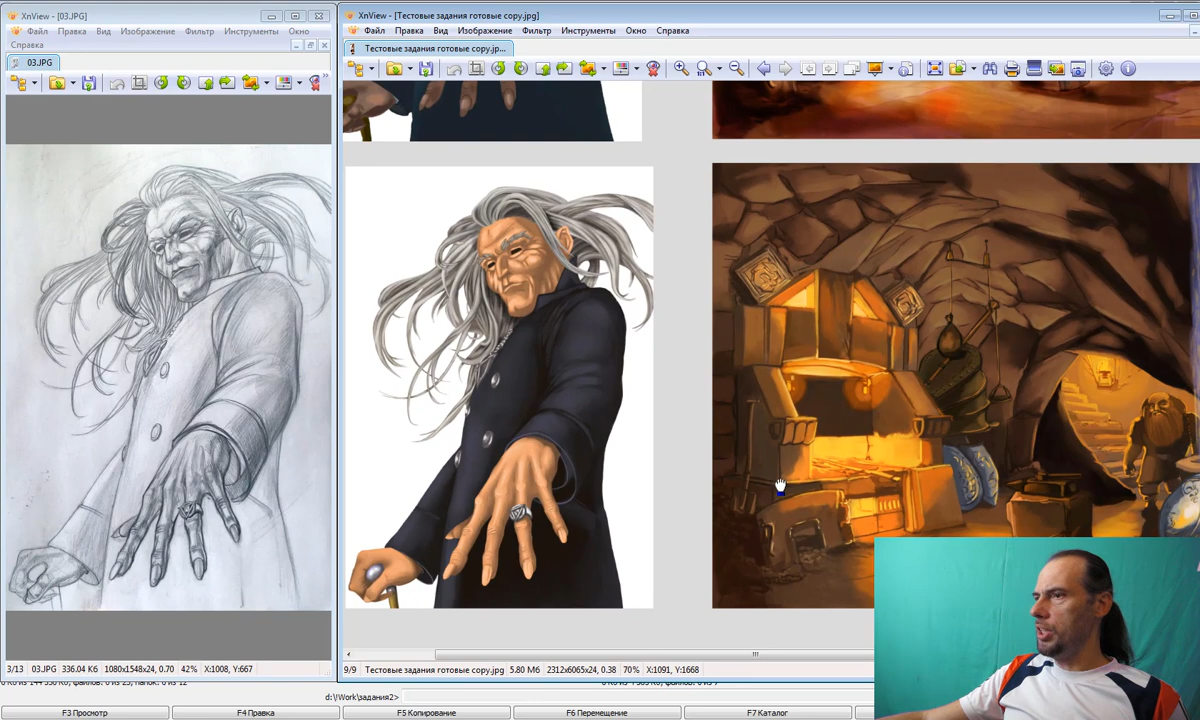 XnView - [03.JPG]
Файл Правка Вид Изображение Фильтр Инструменты Окно
Справка
03.JPG
3/13 03.JPG 336.04 Кб 1080x1548x24, 0.70 42% X:1008, Y:667
XnView - [Тестовые задания готовые copy.jpg]
Файл Правка Вид Изображение Фильтр Инструменты Окно Справка
Тестовые задания готовые copy.jp...
9/9 Тестовые задания готовые copy.jpg 5.80 Мб 2312x6065x24, 0.38 70% X:1091, Y:1668
d:\!Work\задания2>
F3 Просмотр F4 Правка F5 Копирование F6 Перемещение F7 Каталог